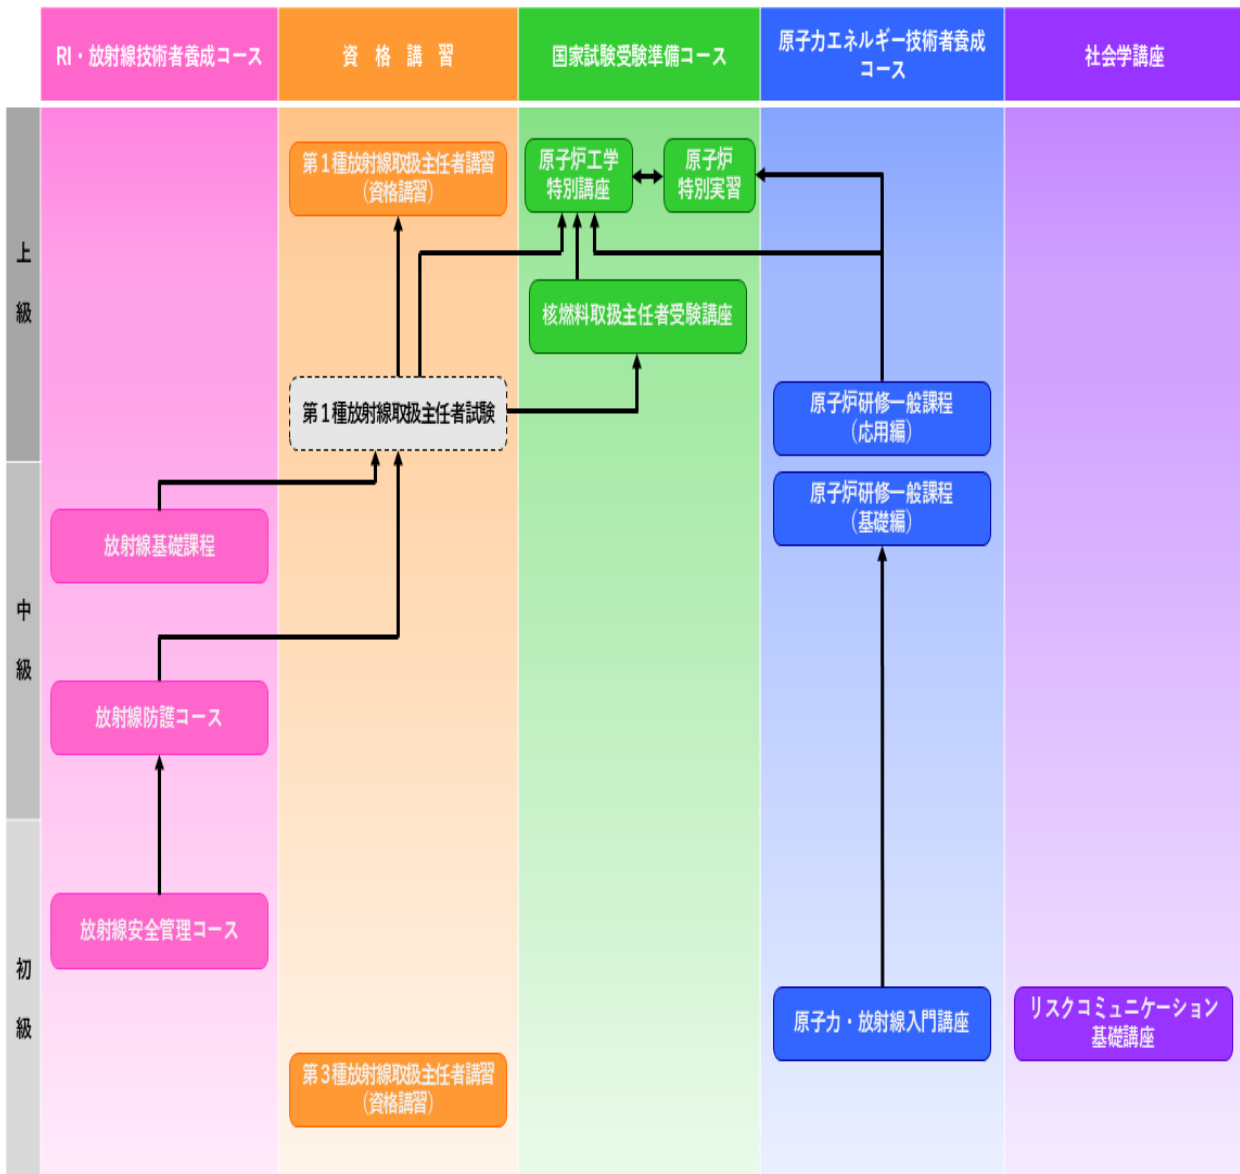 RI・放射線技術者養成コース
資　格　講　習
国家試験受験準備コース
原子力エネルギー技術者養成
コース
社会学講座
上
級
中
級
初
級
第１種放射線取扱主任者講習
（資格講習）
原子炉工学
特別講座
原子炉
特別実習
核燃料取扱主任者受験講座
第１種放射線取扱主任者試験
原子炉研修一般課程
（応用編）
原子炉研修一般課程
（基礎編）
放射線基礎課程
放射線防護コース
放射線安全管理コース
原子力・放射線入門講座
リスクコミュニケーション
基礎講座
第３種放射線取扱主任者講習
（資格講習）